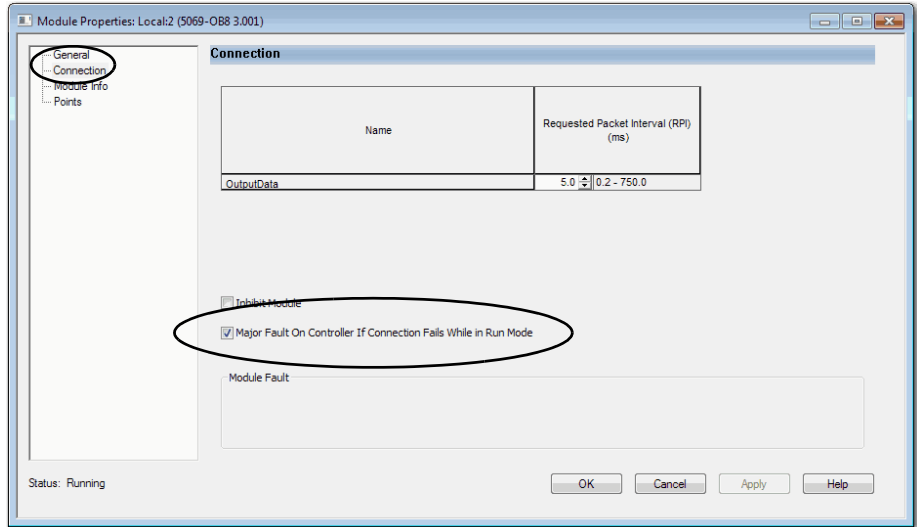 Module Properties: Local:2 (5069-OB8 3.001)
General
Connection
Module Info
Points
Connection
Name
Requested Packet Interval (RPI)
(ms)
OutputData
5.0
0.2 - 750.0
Inhibit Module
Major Fault On Controller If Connection Fails While in Run Mode
Module Fault
Status: Running
OK
Cancel
Apply
Help